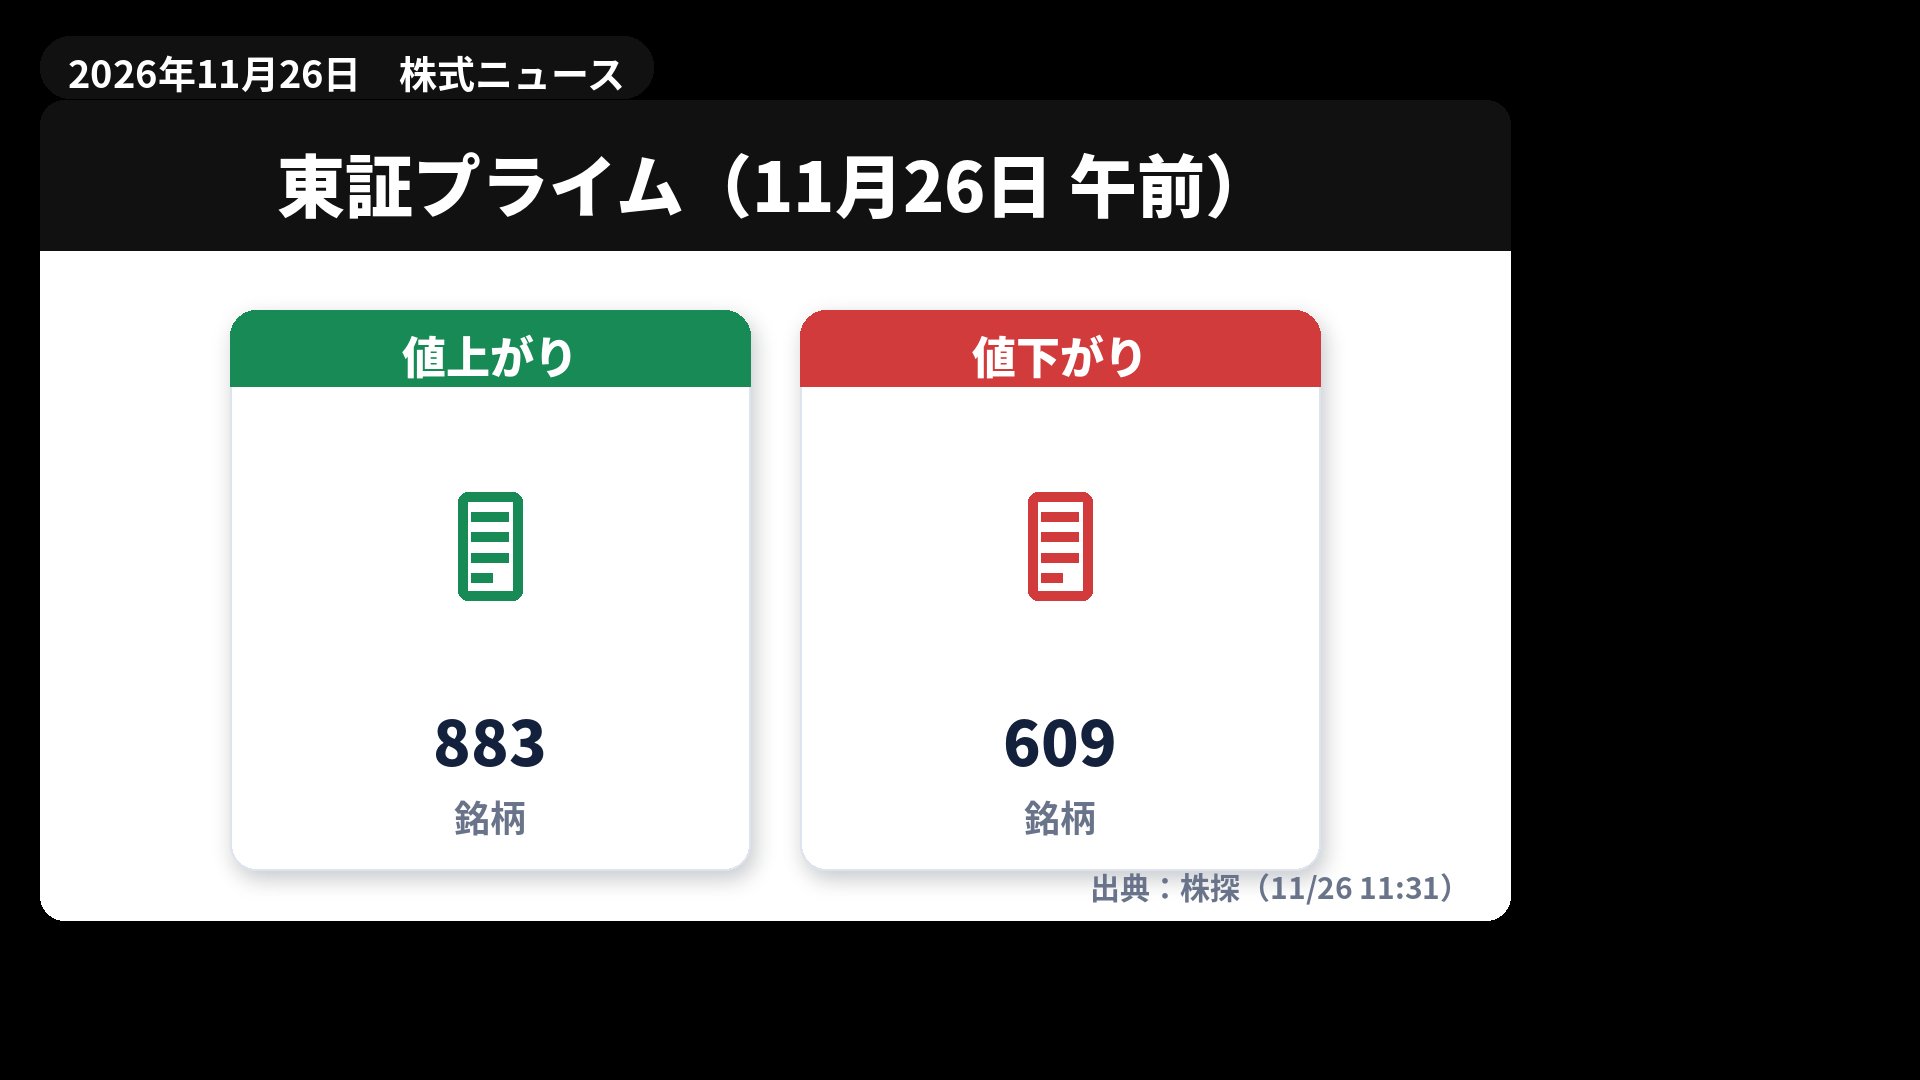 2026年11月26日　株式ニュース
東証プライム（11月26日 午前）
値上がり
883
銘柄
値下がり
609
銘柄
出典：株探（11/26 11:31）